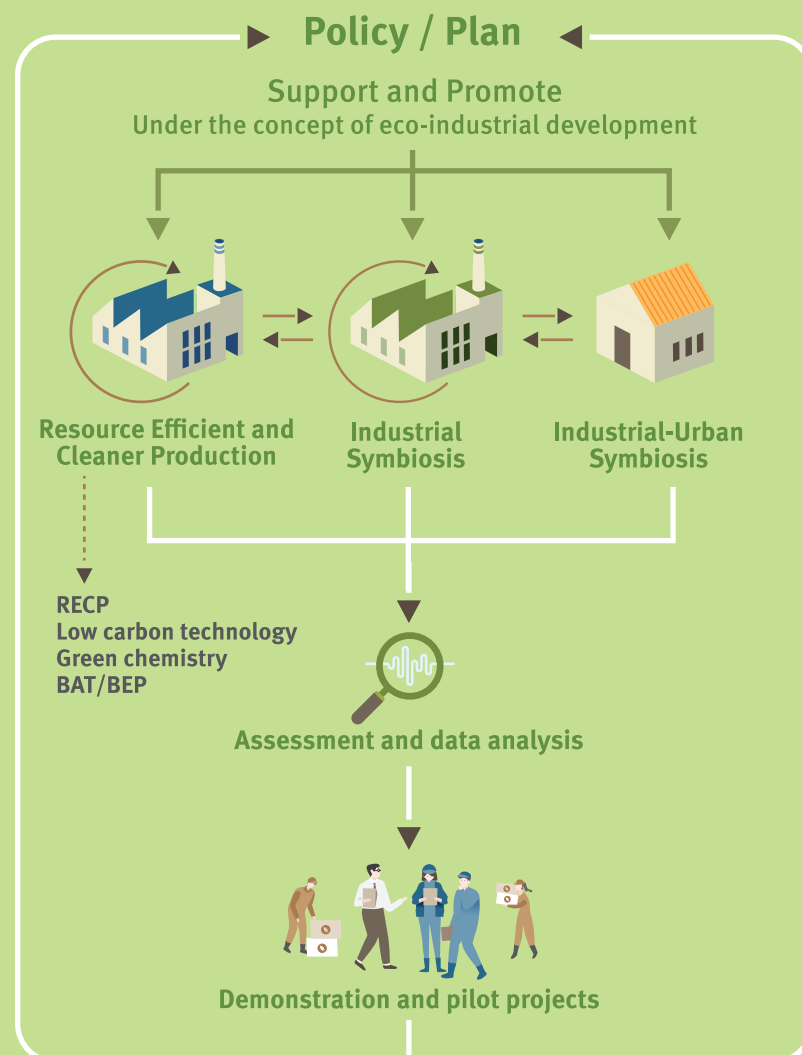 Policy / Plan
Support and Promote
Under the concept of eco-industrial development
Resource Efficient and
Cleaner Production
Industrial
Symbiosis
Industrial-Urban
Symbiosis
RECP
Low carbon technology
Green chemistry
BAT/BEP
Assessment and data analysis
Demonstration and pilot projects